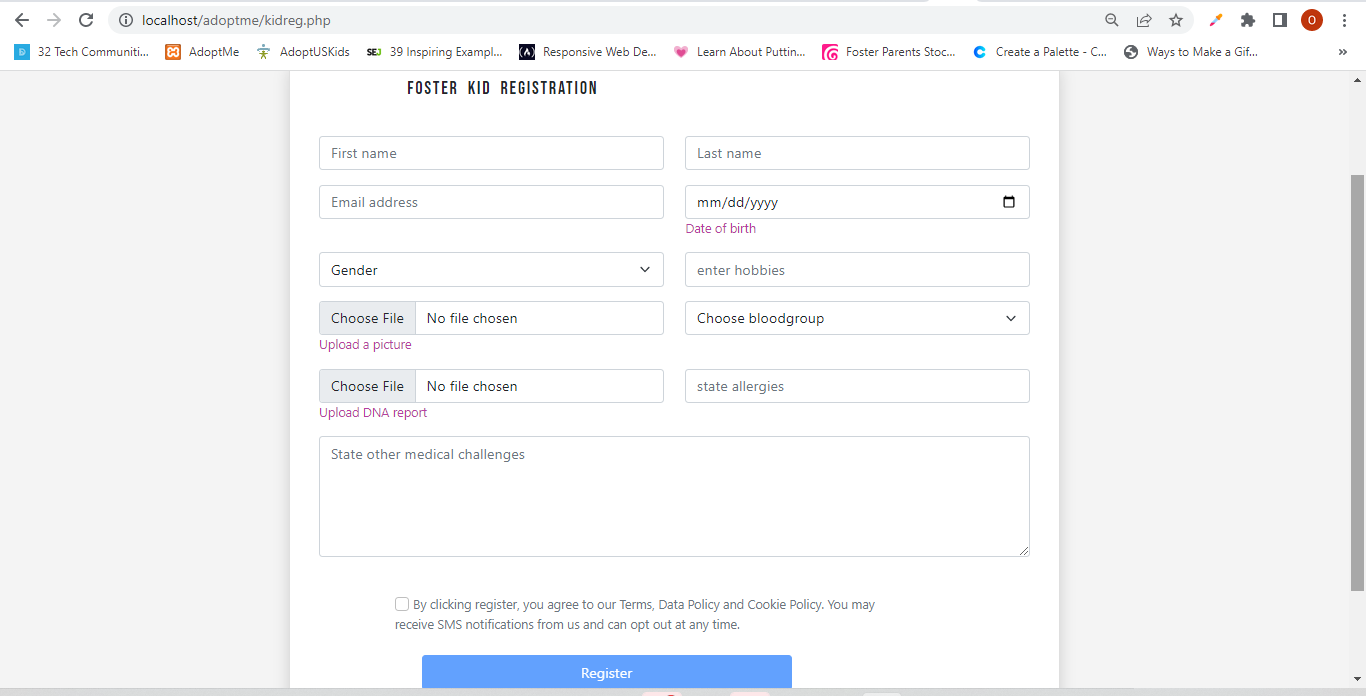 localhost/adoptme/kidreg.php
O
32 Tech Communiti... AdoptMe AdoptUSKids SEJ 39 Inspiring Exampl... Responsive Web De... Learn About Puttin... Foster Parents Stoc... Create a Palette - C... Ways to Make a Gif... »
FOSTER KID REGISTRATION
First name Last name
Email address mm/dd/yyyy
Date of birth
Gender enter hobbies
Choose File No file chosen Choose bloodgroup
Upload a picture
Choose File No file chosen state allergies
Upload DNA report
State other medical challenges
By clicking register, you agree to our Terms, Data Policy and Cookie Policy. You may
receive SMS notifications from us and can opt out at any time.
Register